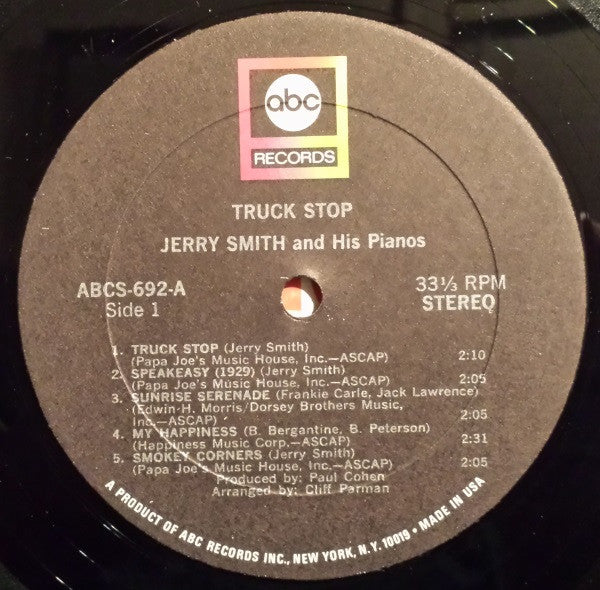 abc
RECORDS
TRUCK STOP
JERRY SMITH and His Pianos
ABCS-692-A
Side 1
33⅓ RPM
STEREO
1. TRUCK STOP (Jerry Smith)
(Papa Joe's Music House, Inc.—ASCAP) 2:10
2. SPEAKEASY (1929) (Jerry Smith)
(Papa Joe's Music House, Inc.—ASCAP) 2:05
3. SUNRISE SERENADE (Frankie Carle, Jack Lawrence)
(Edwin H. Morris/Dorsey Brothers Music,
Inc.—ASCAP) 2:05
4. MY HAPPINESS (B. Bergantine, B. Peterson)
(Happiness Music Corp.—ASCAP) 2:31
5. SMOKEY CORNERS (Jerry Smith)
(Papa Joe's Music House, Inc.—ASCAP) 2:05
Produced by: Paul Cohen
Arranged by: Cliff Parman
A PRODUCT OF ABC RECORDS INC., NEW YORK, N.Y. 10019 • MADE IN USA